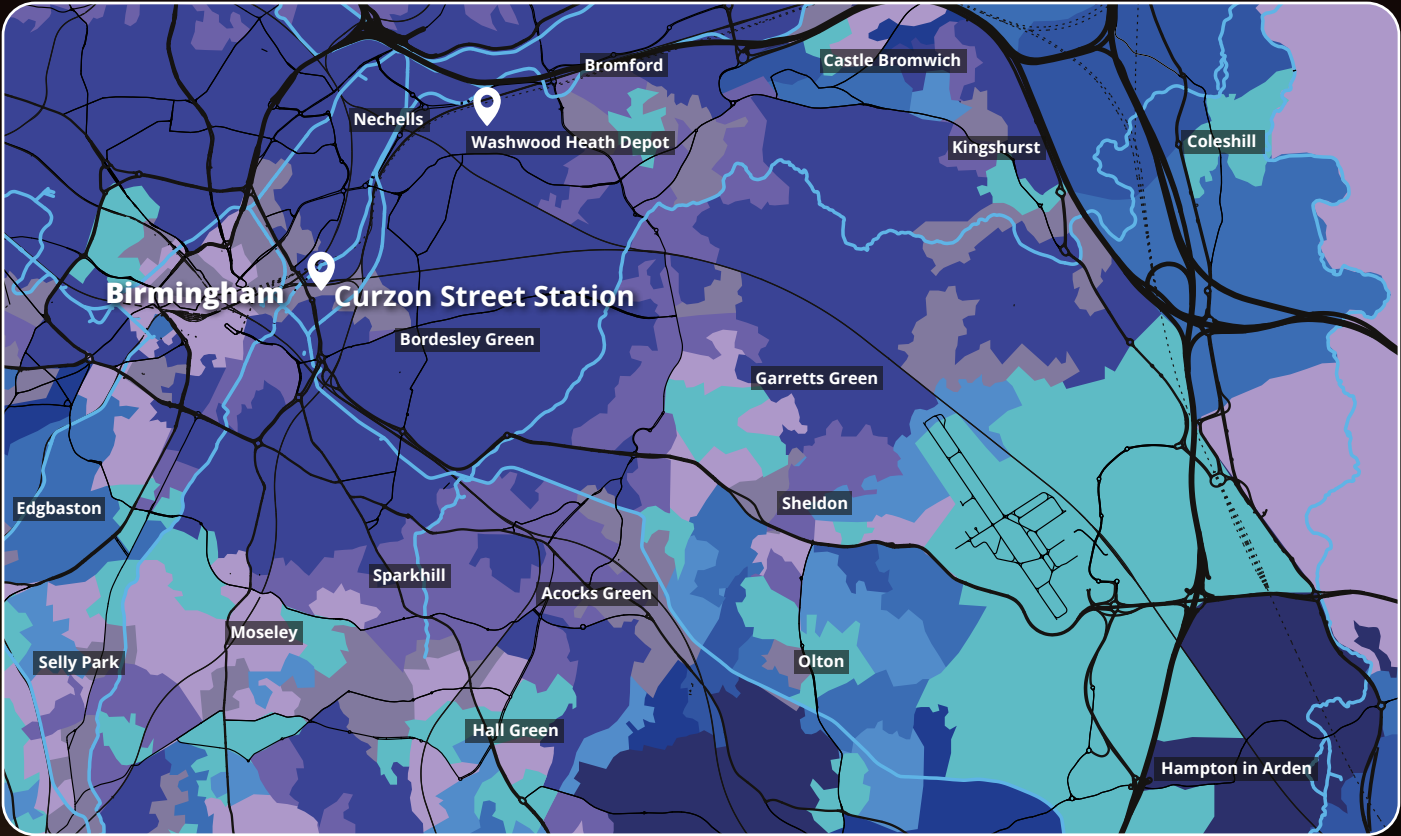 Bromford
Castle Bromwich
Nechells
Washwood Heath Depot
Kingshurst
Coleshill
Birmingham
Curzon Street Station
Bordesley Green
Garretts Green
Edgbaston
Sheldon
Sparkhill
Acocks Green
Moseley
Selly Park
Olton
Hall Green
Hampton in Arden